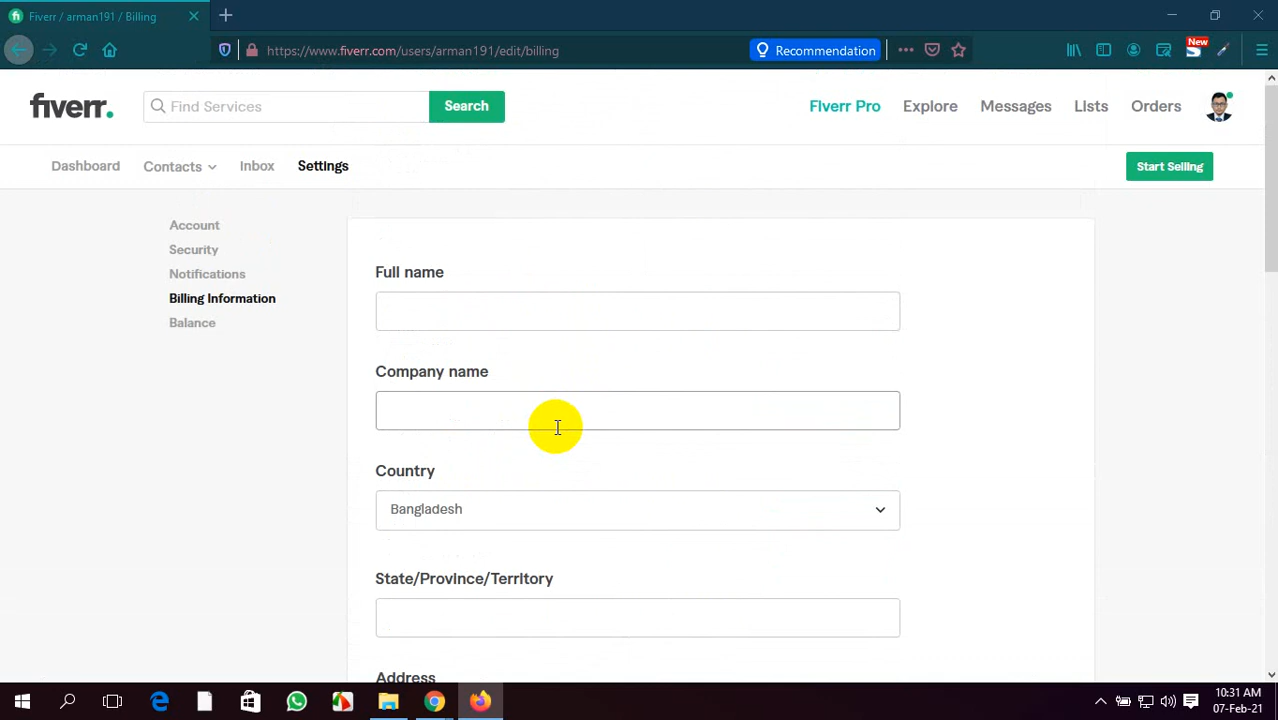 Fiverr / arman191 / Billing
https://www.fiverr.com/users/arman191/edit/billing
Recommendation
New
fiverr.
Find Services
Search
Fiverr Pro
Explore
Messages
Lists
Orders
Dashboard
Contacts
Inbox
Settings
Start Selling
Account
Security
Notifications
Billing Information
Balance
Full name
Company name
Country
Bangladesh
State/Province/Territory
Address
10:31 AM
07-Feb-21